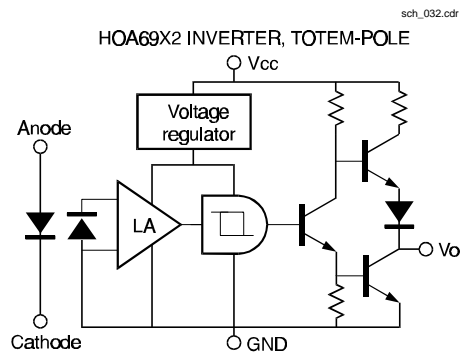 sch_032.cdr
HOA69X2 INVERTER, TOTEM-POLE
Vcc
Voltage
regulator
Anode
LA
Vo
Cathode
GND